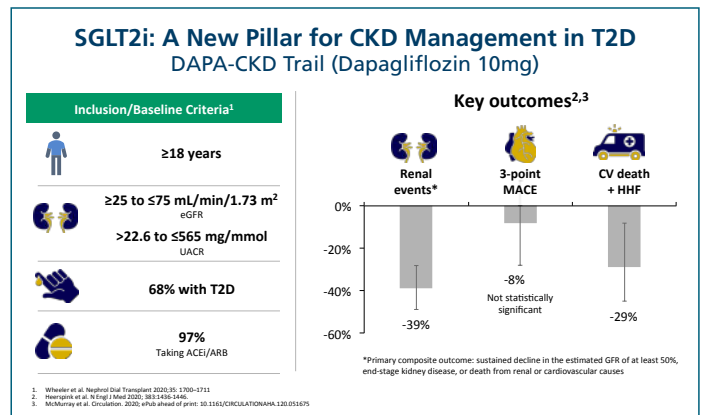 SGLT2i: A New Pillar for CKD Management in T2D
DAPA-CKD Trail (Dapagliflozin 10mg)
Inclusion/Baseline Criteria1
≥18 years
≥25 to ≤75 mL/min/1.73 m2
eGFR
>22.6 to ≤565 mg/mmol
UACR
68% with T2D
97%
Taking ACEi/ARB
Key outcomes2,3
Renal
events*
3-point
MACE
CV death
+ HHF
0%
-20%
-40%
-60%
-39%
-8%
Not statistically
significant
-29%
*Primary composite outcome: sustained decline in the estimated GFR of at least 50%,
end-stage kidney disease, or death from renal or cardiovascular causes
1. Wheeler et al. Nephrol Dial Transplant 2020;35: 1700–1711
2. Heerspink et al. N Engl J Med 2020; 383:1436-1446.
3. McMurray et al. Circulation. 2020; ePub ahead of print: 10.1161/CIRCULATIONAHA.120.051675